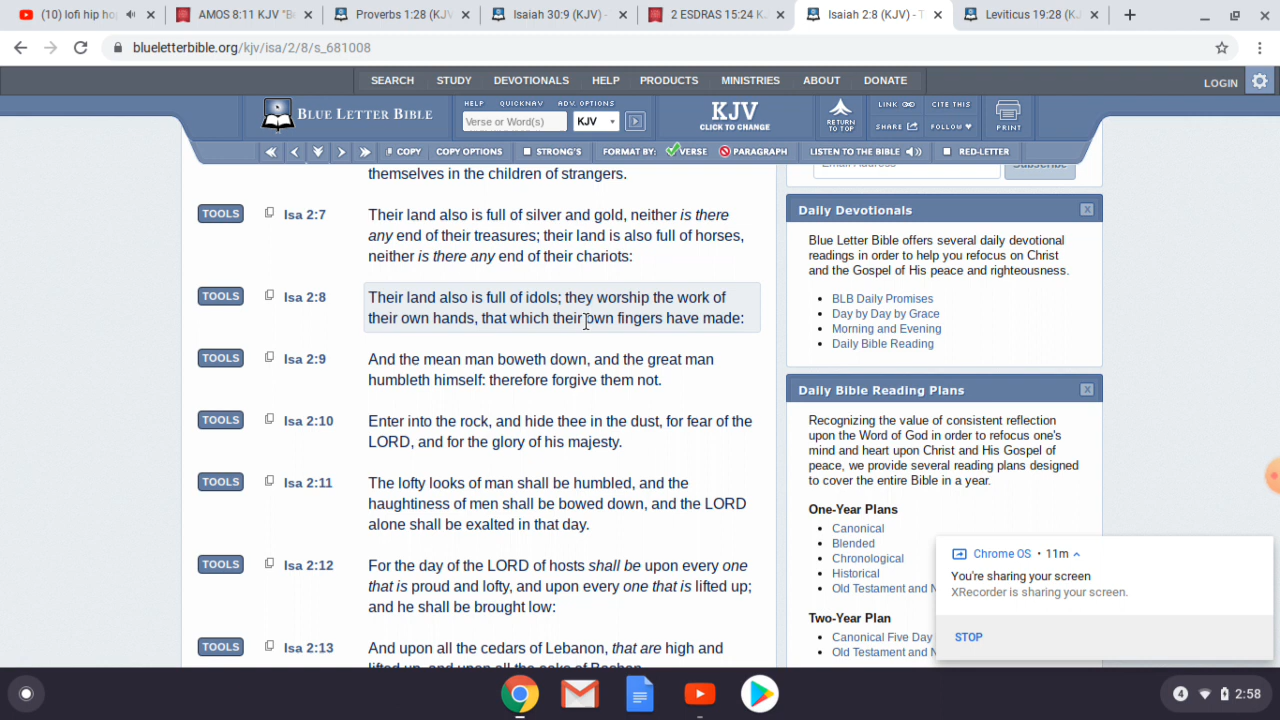 (10) lofi hip ho
AMOS 8:11 KJV "Be
Proverbs 1:28 (KJV)
Isaiah 30:9 (KJV) -
2 ESDRAS 15:24 K
Isaiah 2:8 (KJV) - T
Leviticus 19:28 (KJ
blueletterbible.org/kjv/isa/2/8/s_681008
SEARCH STUDY DEVOTIONALS HELP PRODUCTS MINISTRIES ABOUT DONATE
LOGIN
BLUE LETTER BIBLE
HELP QUICKNAV ADV. OPTIONS
Verse or Word(s)
KJV
KJV
CLICK TO CHANGE
RETURN
TO TOP
LINK
CITE THIS
SHARE
FOLLOW
PRINT
COPY COPY OPTIONS STRONG'S FORMAT BY: VERSE PARAGRAPH LISTEN TO THE BIBLE RED-LETTER
themselves in the children of strangers.
TOOLS Isa 2:7 Their land also is full of silver and gold, neither is there
any end of their treasures; their land is also full of horses,
neither is there any end of their chariots:
TOOLS Isa 2:8 Their land also is full of idols; they worship the work of
their own hands, that which their own fingers have made:
TOOLS Isa 2:9 And the mean man boweth down, and the great man
humbleth himself: therefore forgive them not.
TOOLS Isa 2:10 Enter into the rock, and hide thee in the dust, for fear of the
LORD, and for the glory of his majesty.
TOOLS Isa 2:11 The lofty looks of man shall be humbled, and the
haughtiness of men shall be bowed down, and the LORD
alone shall be exalted in that day.
TOOLS Isa 2:12 For the day of the LORD of hosts shall be upon every one
that is proud and lofty, and upon every one that is lifted up;
and he shall be brought low:
TOOLS Isa 2:13 And upon all the cedars of Lebanon, that are high and
lifted up, and upon all the oaks of Bashan,
Email Address
Subscribe
Daily Devotionals
X
Blue Letter Bible offers several daily devotional
readings in order to help you refocus on Christ
and the Gospel of His peace and righteousness.
• BLB Daily Promises
• Day by Day by Grace
• Morning and Evening
• Daily Bible Reading
Daily Bible Reading Plans
X
Recognizing the value of consistent reflection
upon the Word of God in order to refocus one's
mind and heart upon Christ and His Gospel of
peace, we provide several reading plans designed
to cover the entire Bible in a year.
One-Year Plans
• Canonical
• Blended
• Chronological
• Historical
• Old Testament and N
Two-Year Plan
• Canonical Five Day
• Old Testament and N
Chrome OS • 11m
You're sharing your screen
XRecorder is sharing your screen.
STOP
4 2:58